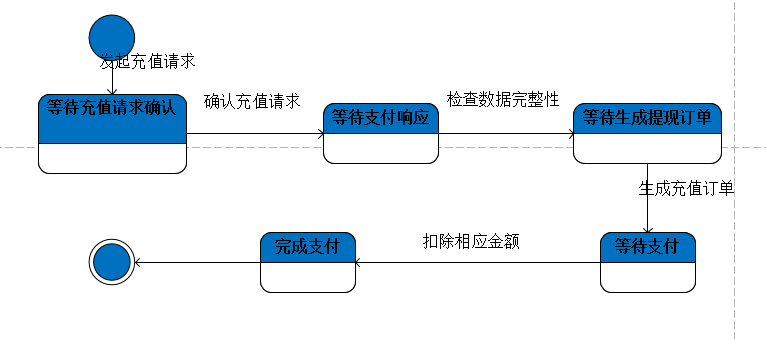 发起充值请求
等待充值请求确认
确认充值请求
等待支付响应
检查数据完整性
等待生成提现订单
生成充值订单
等待支付
扣除相应金额
完成支付